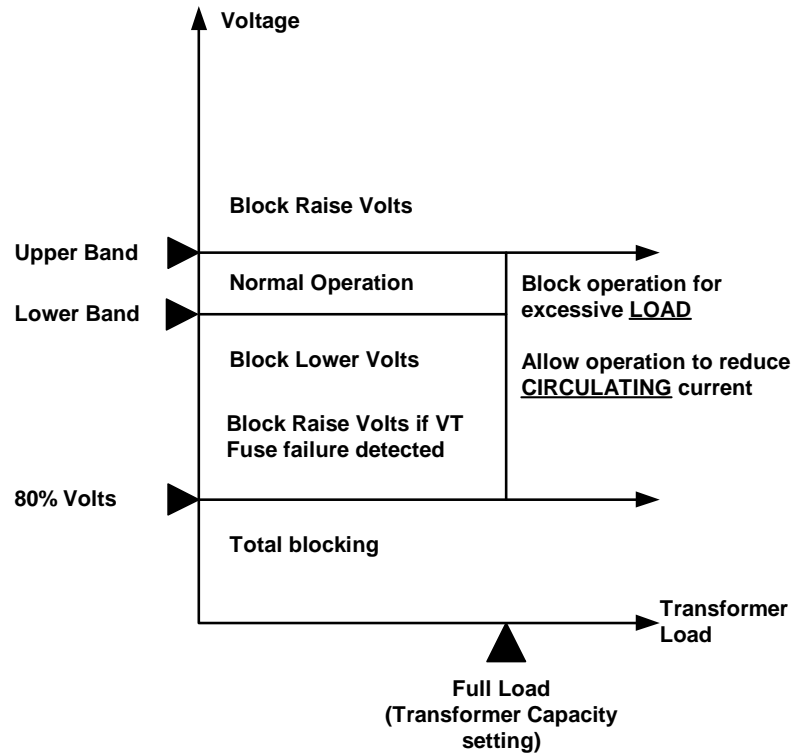 Voltage
Block Raise Volts
Upper Band
Normal Operation
Block operation for
excessive LOAD
Lower Band
Block Lower Volts
Allow operation to reduce
CIRCULATING current
Block Raise Volts if VT
Fuse failure detected
80% Volts
Total blocking
Transformer
Load
Full Load
(Transformer Capacity
setting)